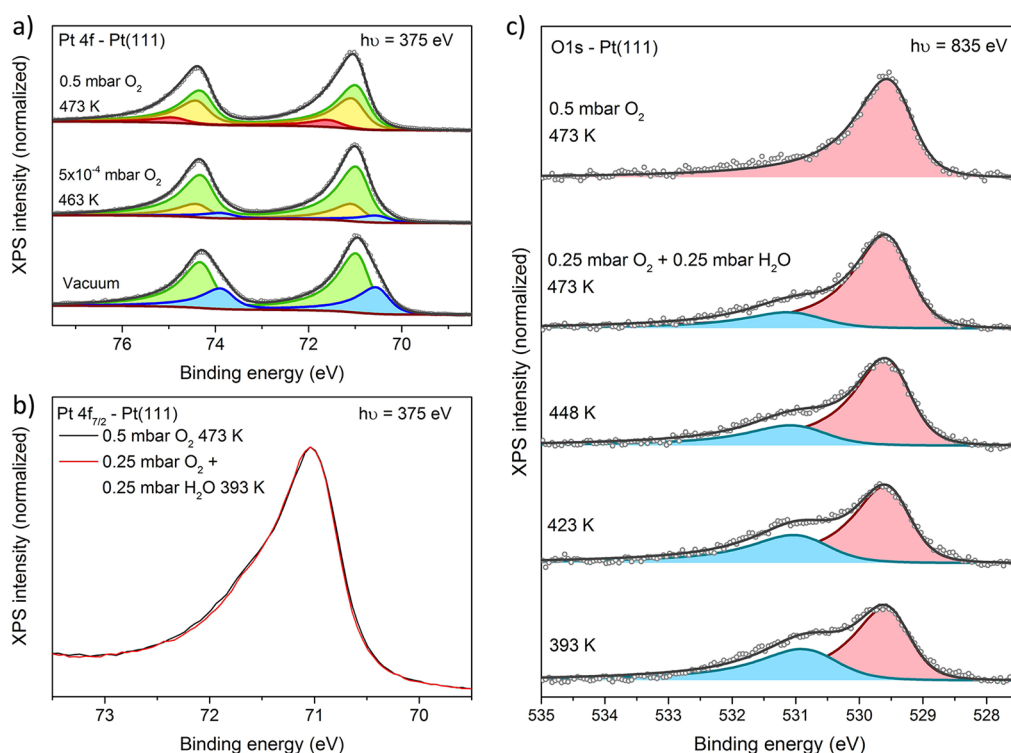 a)
Pt 4f - Pt(111)
hυ = 375 eV
0.5 mbar O₂
473 K
5x10⁻⁴ mbar O₂
463 K
Vacuum
XPS intensity (normalized)
76 74 72 70
Binding energy (eV)
b)
Pt 4f₇/₂ - Pt(111)
hυ = 375 eV
0.5 mbar O₂ 473 K
0.25 mbar O₂ +
0.25 mbar H₂O 393 K
XPS intensity (normalized)
73 72 71 70
Binding energy (eV)
c)
O1s - Pt(111)
hυ = 835 eV
0.5 mbar O₂
473 K
0.25 mbar O₂ + 0.25 mbar H₂O
473 K
448 K
423 K
393 K
XPS intensity (normalized)
535 534 533 532 531 530 529 528
Binding energy (eV)